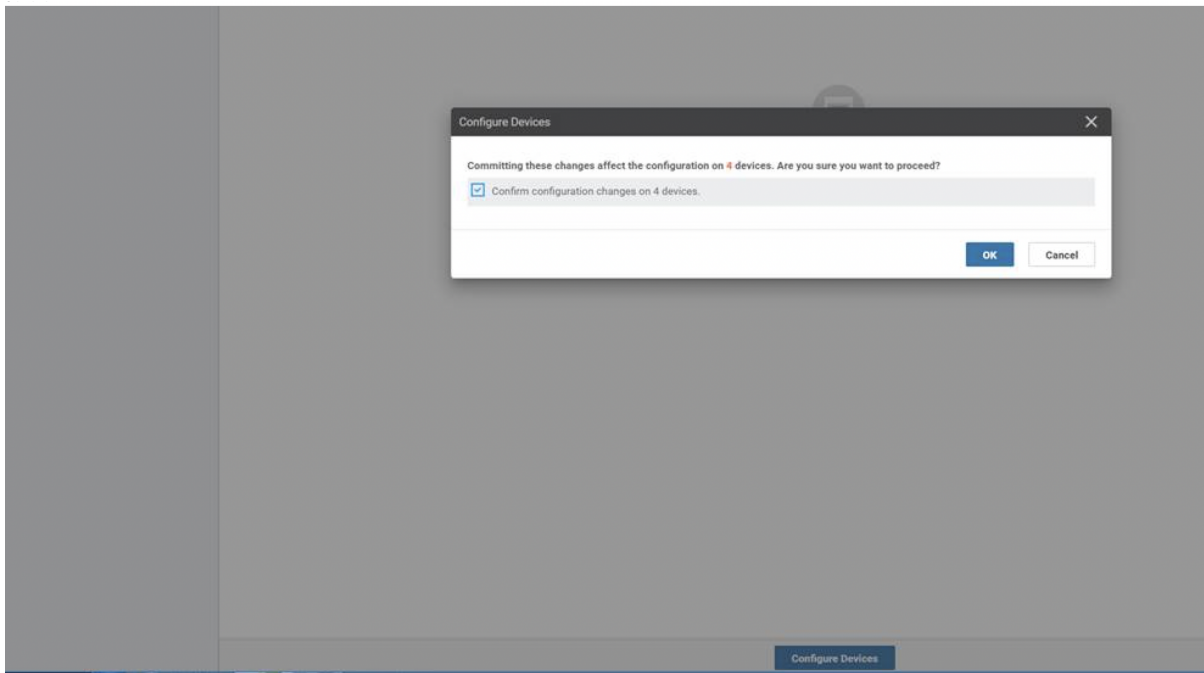 Configure Devices
Committing these changes affect the configuration on 4 devices. Are you sure you want to proceed?
Confirm configuration changes on 4 devices.
OK
Cancel
Configure Devices